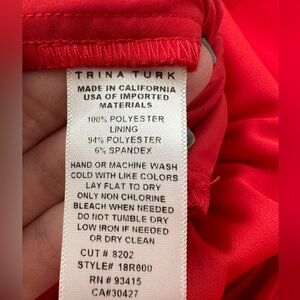 TRINA TURK
MADE IN CALIFORNIA
USA OF IMPORTED
MATERIALS
100% POLYESTER
LINING
94% POLYESTER
6% SPANDEX
HAND OR MACHINE WASH
COLD WITH LIKE COLORS
LAY FLAT TO DRY
ONLY NON CHLORINE
BLEACH WHEN NEEDED
DO NOT TUMBLE DRY
LOW IRON IF NEEDED
OR DRY CLEAN
CUT # 8202
STYLE# 18R600
RN # 93415
CA#30427